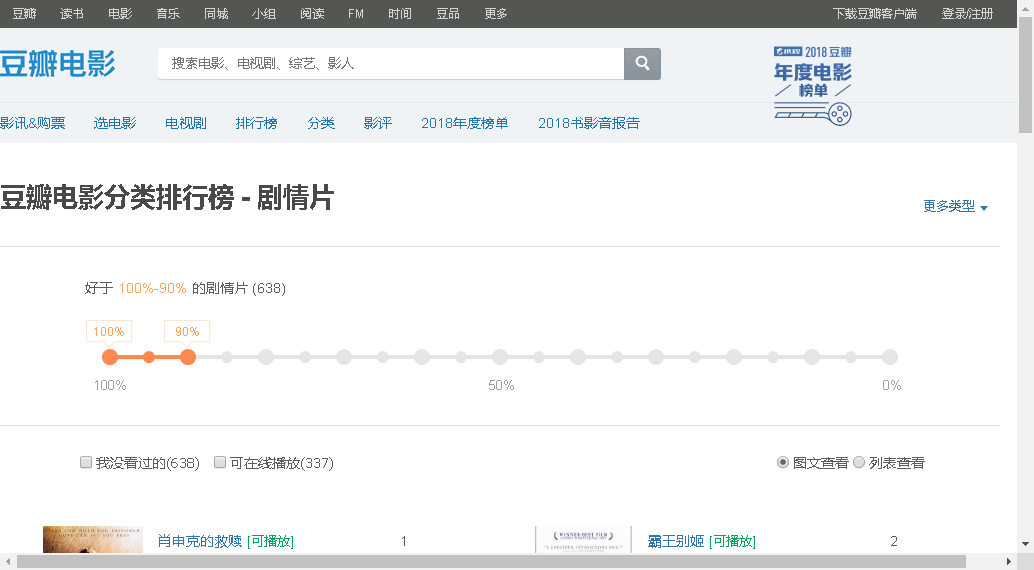 豆瓣 读书 电影 音乐 同城 小组 阅读 FM 时间 豆品 更多 下载豆瓣客户端 登录/注册
豆瓣电影
搜索电影、电视剧、综艺、影人
2018 豆瓣
年度电影
榜单
影讯&购票 选电影 电视剧 排行榜 分类 影评 2018年度榜单 2018书影音报告
豆瓣电影分类排行榜 - 剧情片
更多类型
好于 100%-90% 的剧情片 (638)
100% 90%
100% 50% 0%
我没看过的(638) 可在线播放(337) 图文查看 列表查看
肖申克的救赎 [可播放] 1
WINNER-BEST FILM
霸王别姬 [可播放] 2